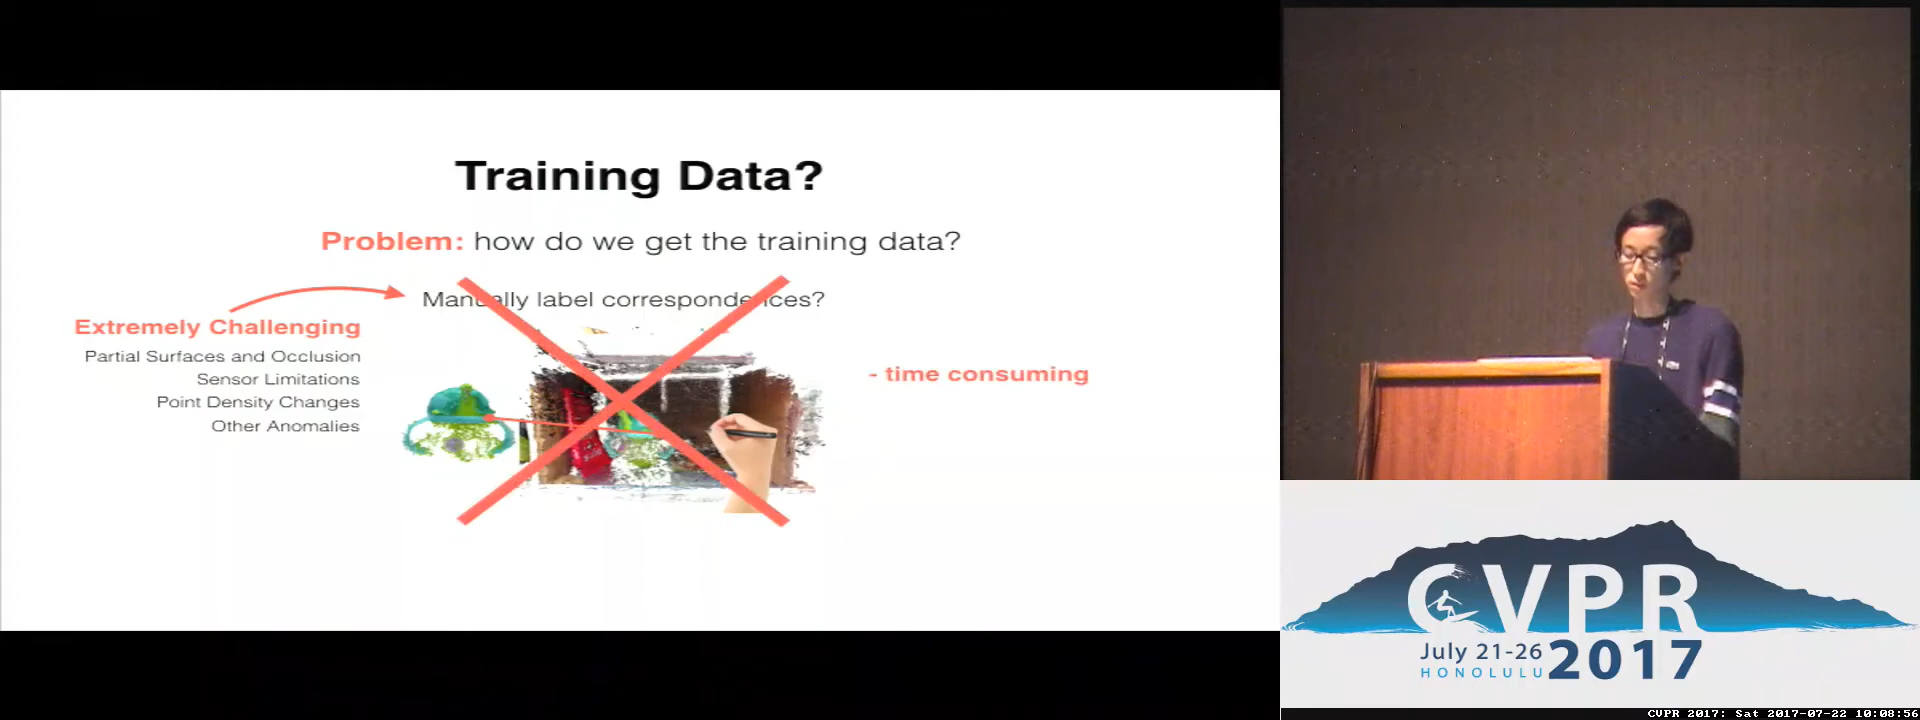 Training Data?
Problem: how do we get the training data?
Manually label correspondences?
Extremely Challenging
Partial Surfaces and Occlusion
Sensor Limitations
Point Density Changes
Other Anomalies
- time consuming
CVPR
July 21-26
HONOLULU
2017
CVPR 2017: Sat 2017-07-22 10:08:56